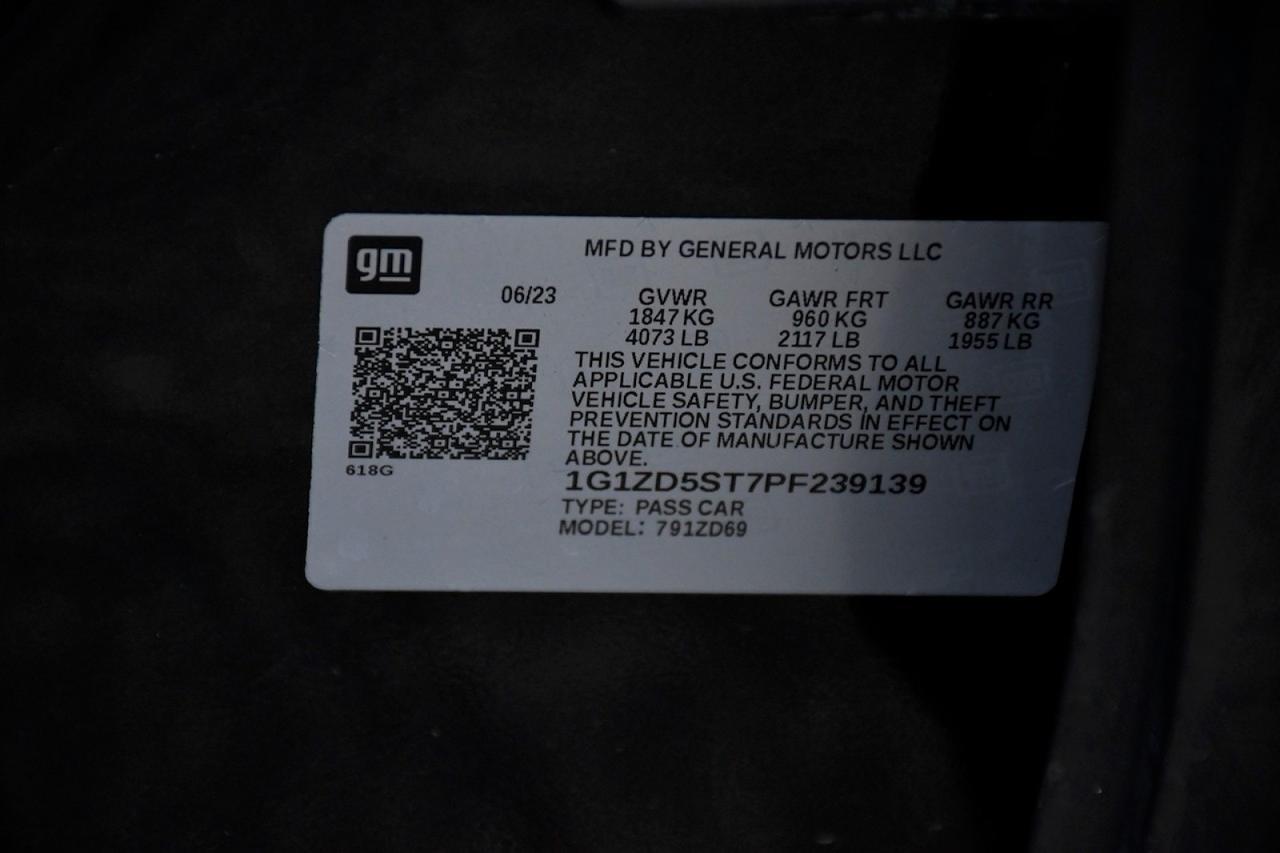 gm
MFD BY GENERAL MOTORS LLC
06/23 GVWR GAWR FRT GAWR RR
1847 KG 960 KG 887 KG
4073 LB 2117 LB 1955 LB
THIS VEHICLE CONFORMS TO ALL
APPLICABLE U.S. FEDERAL MOTOR
VEHICLE SAFETY, BUMPER, AND THEFT
PREVENTION STANDARDS IN EFFECT ON
THE DATE OF MANUFACTURE SHOWN
ABOVE.
618G
1G1ZD5ST7PF239139
TYPE: PASS CAR
MODEL: 791ZD69